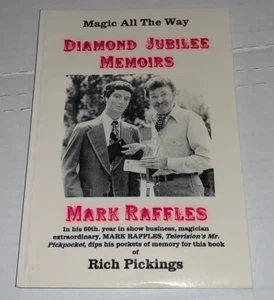 Magic All The Way
DIAMOND JUBILEE
MEMOIRS
MARK RAFFLES
In his 60th. year in show business, magician
extraordinary, MARK RAFFLES, Television's Mr.
Pickpocket, dips his pockets of memory for this book
of
Rich Pickings